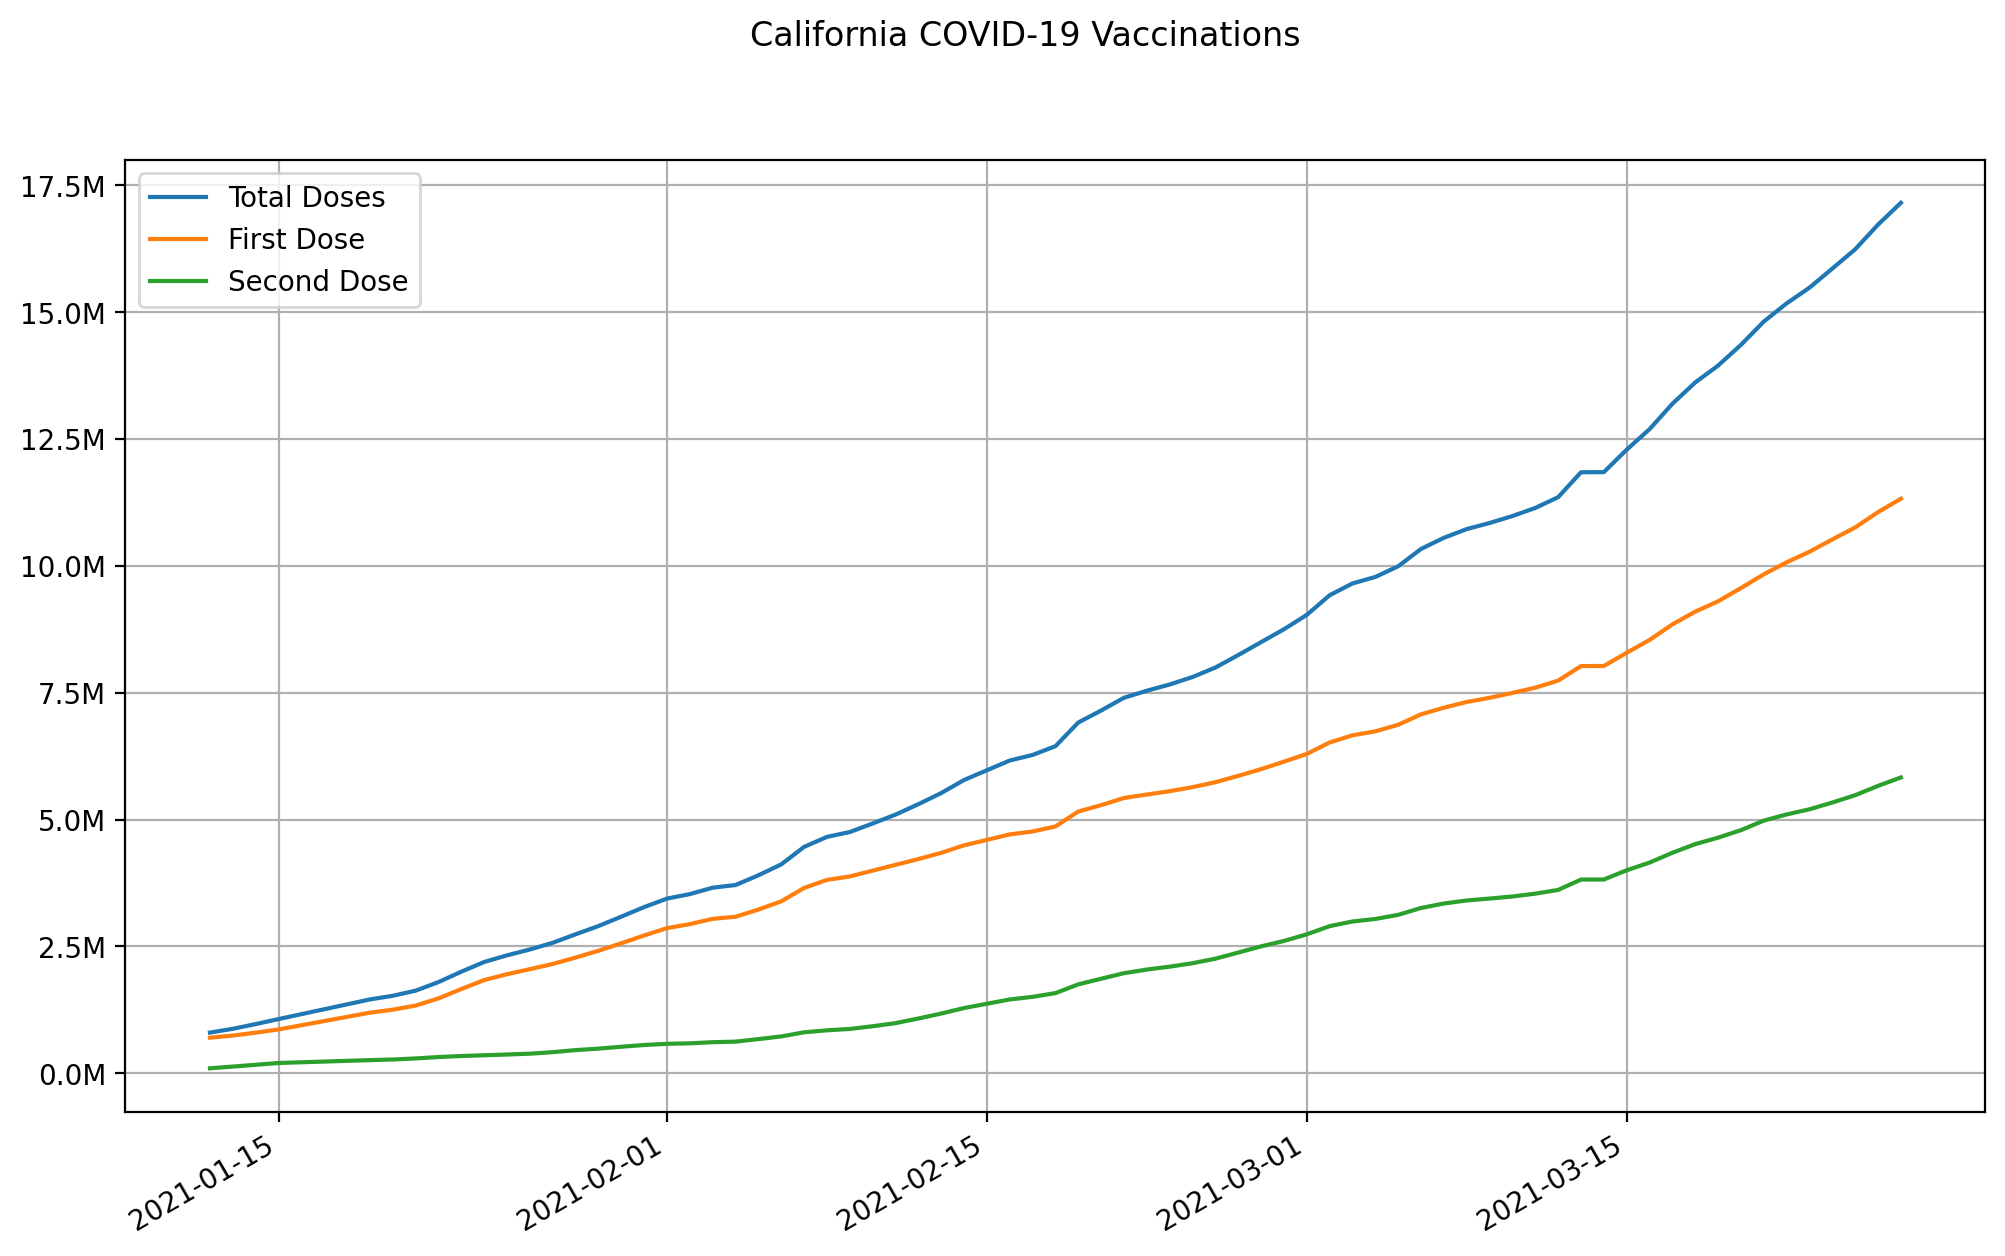 California COVID-19 Vaccinations
Total Doses
First Dose
Second Dose
17.5M
15.0M
12.5M
10.0M
7.5M
5.0M
2.5M
0.0M
2021-01-15
2021-02-01
2021-02-15
2021-03-01
2021-03-15